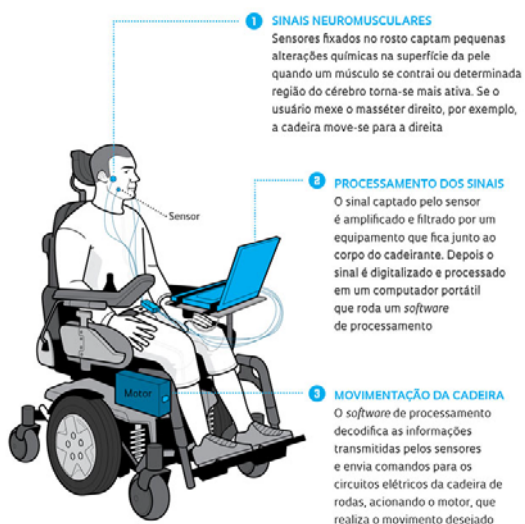 1 SINAIS NEUROMUSCULARES
Sensores fixados no rosto captam pequenas
alterações químicas na superfície da pele
quando um músculo se contrai ou determinada
região do cérebro torna-se mais ativa. Se o
usuário mexe o masséter direito, por exemplo,
a cadeira move-se para a direita
Sensor
2 PROCESSAMENTO DOS SINAIS
O sinal captado pelo sensor
é amplificado e filtrado por um
equipamento que fica junto ao
corpo do cadeirante. Depois o
sinal é digitalizado e processado
em um computador portátil
que roda um software
de processamento
Motor
3 MOVIMENTAÇÃO DA CADEIRA
O software de processamento
decodifica as informações
transmitidas pelos sensores
e envia comandos para os
circuitos elétricos da cadeira de
rodas, acionando o motor, que
realiza o movimento desejado